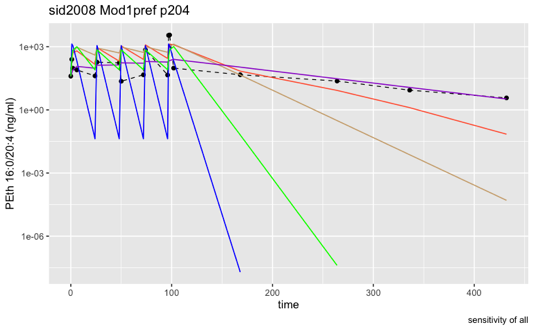 sid2008 Mod1pref p204
PEth 16:0/20:4 (ng/ml)
1e+03
1e+00
1e-03
1e-06
0
100
200
300
400
time
sensitivity of all